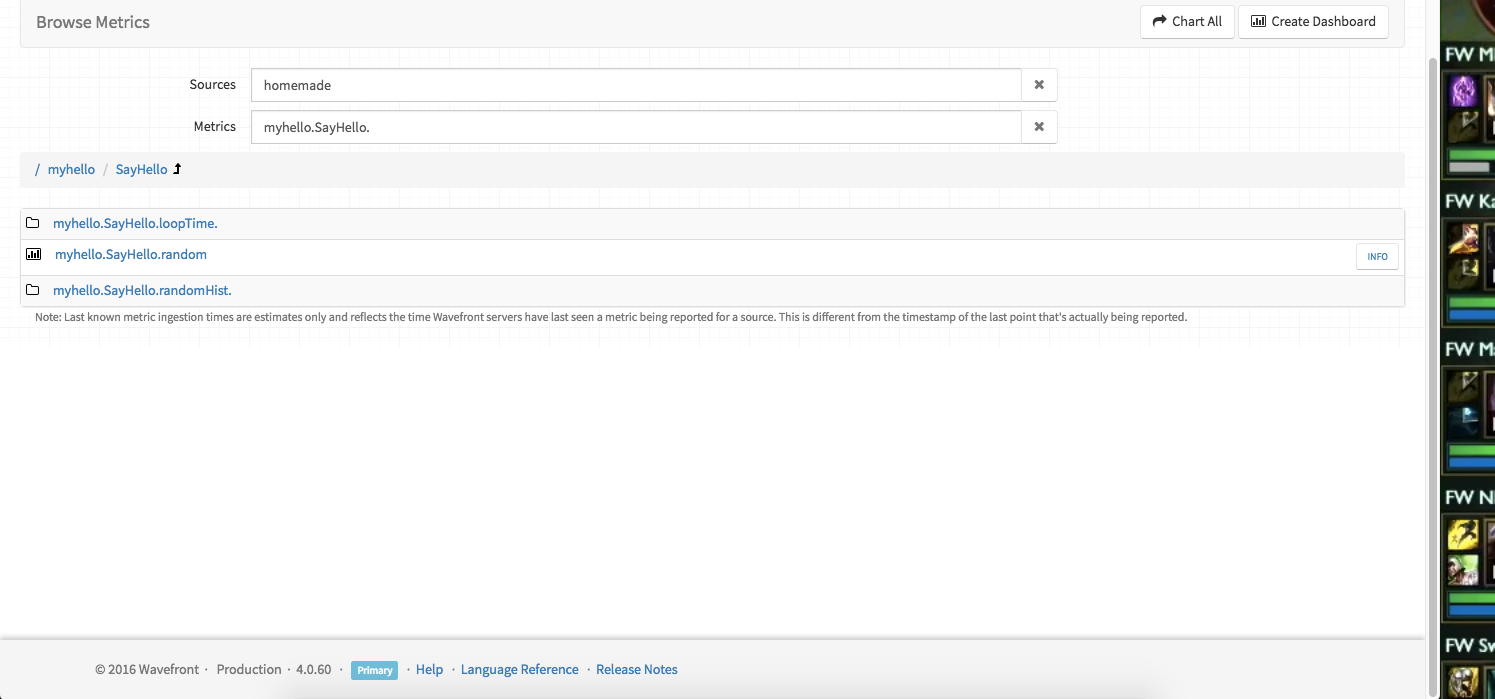 Browse Metrics
Chart All
Create Dashboard
Sources
homemade
Metrics
myhello.SayHello.
/ myhello / SayHello
myhello.SayHello.loopTime.
myhello.SayHello.random
INFO
myhello.SayHello.randomHist.
Note: Last known metric ingestion times are estimates only and reflects the time Wavefront servers have last seen a metric being reported for a source. This is different from the timestamp of the last point that's actually being reported.
© 2016 Wavefront · Production · 4.0.60 · Primary · Help · Language Reference · Release Notes
FW
FW
FW
FW
FW